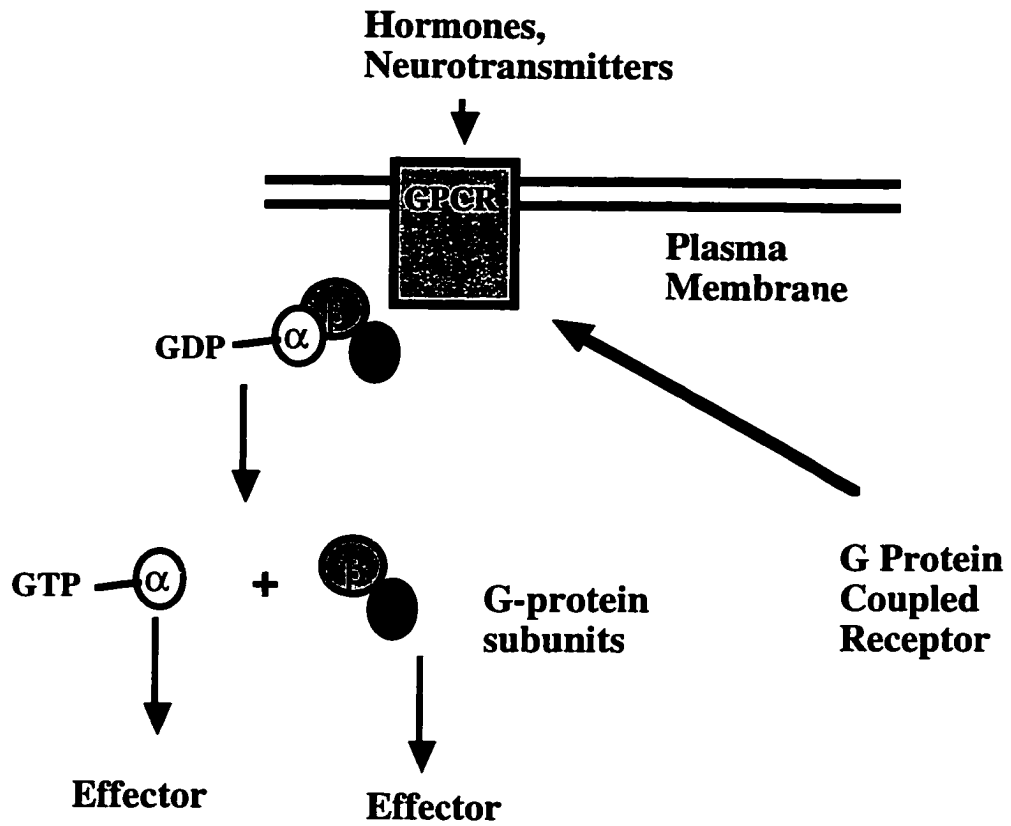 Hormones,
Neurotransmitters
GPCR
Plasma
Membrane
β
α
GDP
GTP
α
+
β
G-protein
subunits
G Protein
Coupled
Receptor
Effector
Effector